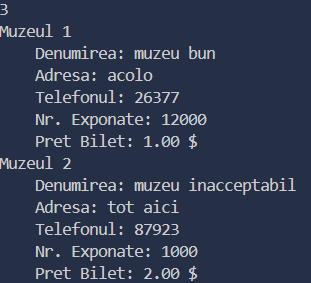 3
Muzeul 1
Denumirea: muzeu bun
Adresa: acolo
Telefonul: 26377
Nr. Exponate: 12000
Pret Bilet: 1.00 $
Muzeul 2
Denumirea: muzeu inacceptabil
Adresa: tot aici
Telefonul: 87923
Nr. Exponate: 1000
Pret Bilet: 2.00 $